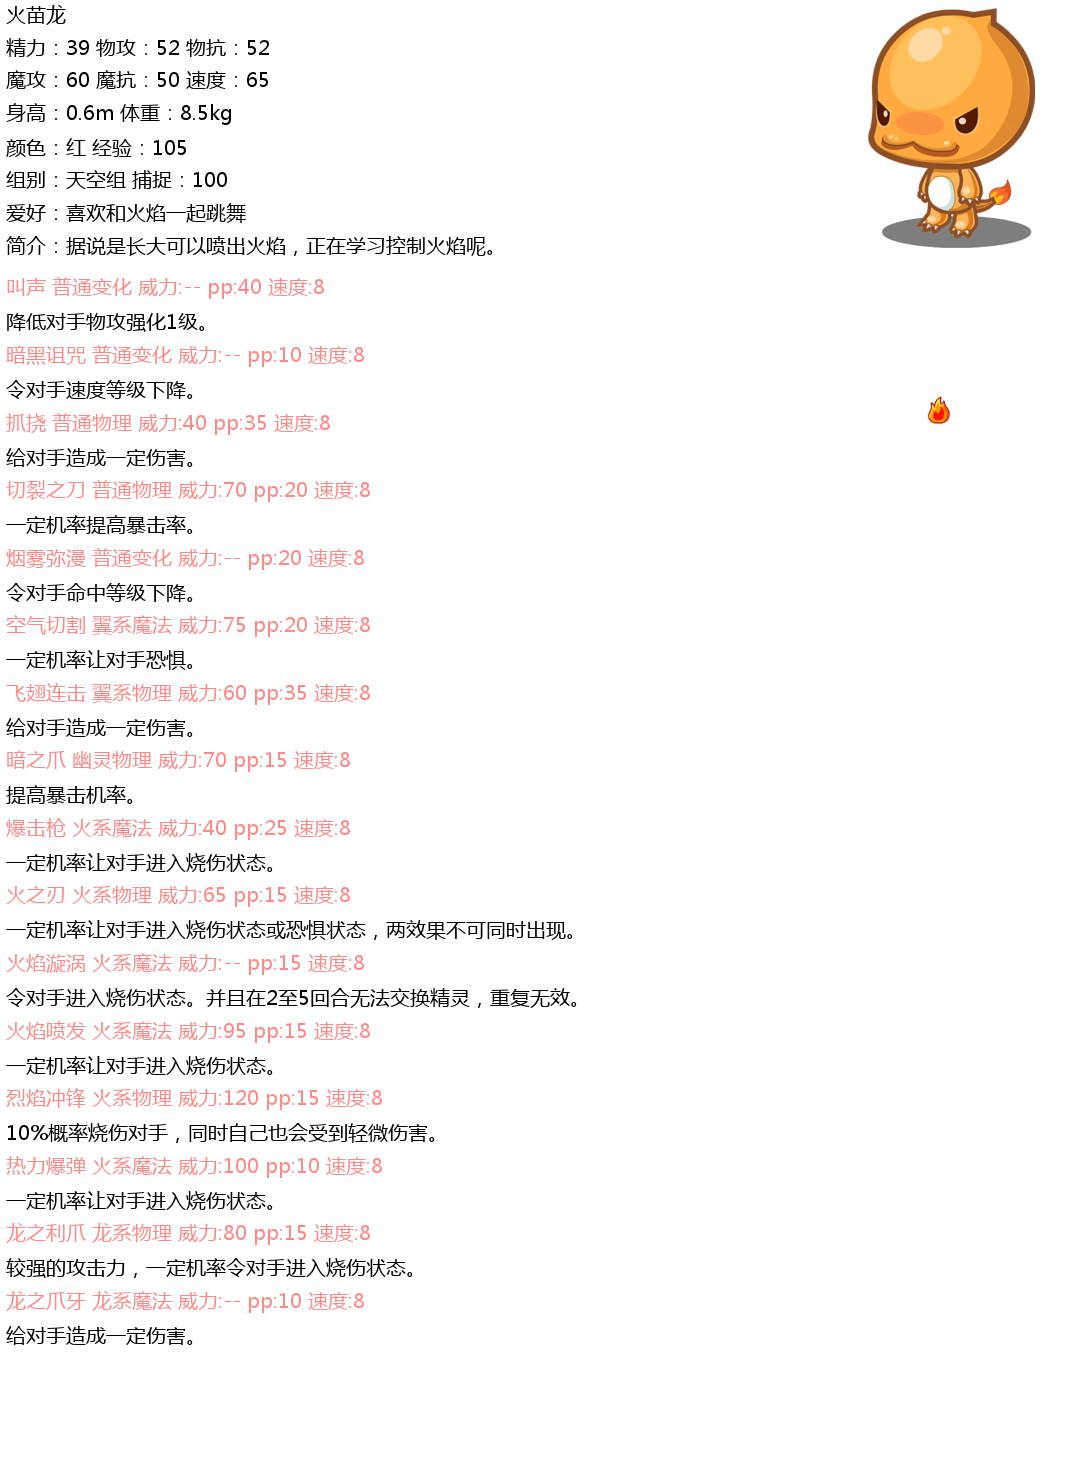 火苗龙
精力：39 物攻：52 物抗：52
魔攻：60 魔抗：50 速度：65
身高：0.6m 体重：8.5kg
颜色：红 经验：105
组别：天空组 捕捉：100
爱好：喜欢和火焰一起跳舞
简介：据说是长大可以喷出火焰，正在学习控制火焰呢。
叫声 普通变化 威力:-- pp:40 速度:8
降低对手物攻强化1级。
暗黑诅咒 普通变化 威力:-- pp:10 速度:8
令对手速度等级下降。
抓挠 普通物理 威力:40 pp:35 速度:8
给对手造成一定伤害。
切裂之刀 普通物理 威力:70 pp:20 速度:8
一定机率提高暴击率。
烟雾弥漫 普通变化 威力:-- pp:20 速度:8
令对手命中等级下降。
空气切割 翼系魔法 威力:75 pp:20 速度:8
一定机率让对手恐惧。
飞翅连击 翼系物理 威力:60 pp:35 速度:8
给对手造成一定伤害。
暗之爪 幽灵物理 威力:70 pp:15 速度:8
提高暴击机率。
爆击枪 火系魔法 威力:40 pp:25 速度:8
一定机率让对手进入烧伤状态。
火之刃 火系物理 威力:65 pp:15 速度:8
一定机率让对手进入烧伤状态或恐惧状态，两效果不可同时出现。
火焰漩涡 火系魔法 威力:-- pp:15 速度:8
令对手进入烧伤状态。并且在2至5回合无法交换精灵，重复无效。
火焰喷发 火系魔法 威力:95 pp:15 速度:8
一定机率让对手进入烧伤状态。
烈焰冲锋 火系物理 威力:120 pp:15 速度:8
10%概率烧伤对手，同时自己也会受到轻微伤害。
热力爆弹 火系魔法 威力:100 pp:10 速度:8
一定机率让对手进入烧伤状态。
龙之利爪 龙系物理 威力:80 pp:15 速度:8
较强的攻击力，一定机率令对手进入烧伤状态。
龙之爪牙 龙系魔法 威力:-- pp:10 速度:8
给对手造成一定伤害。